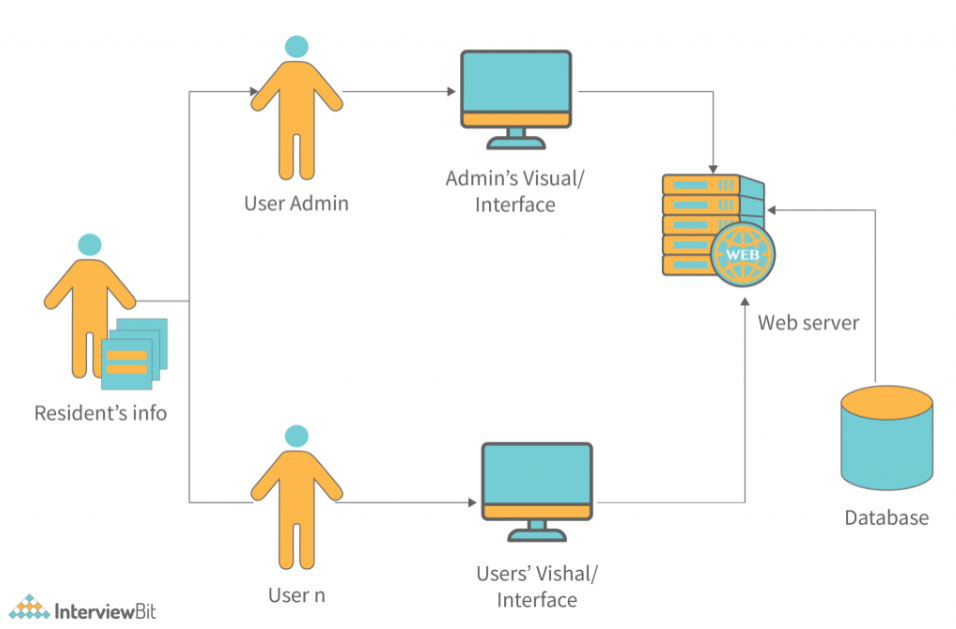 User Admin
Admin's Visual/
Interface
WEB
Web server
Resident's info
Database
User n
Users' Vishal/
Interface
InterviewBit